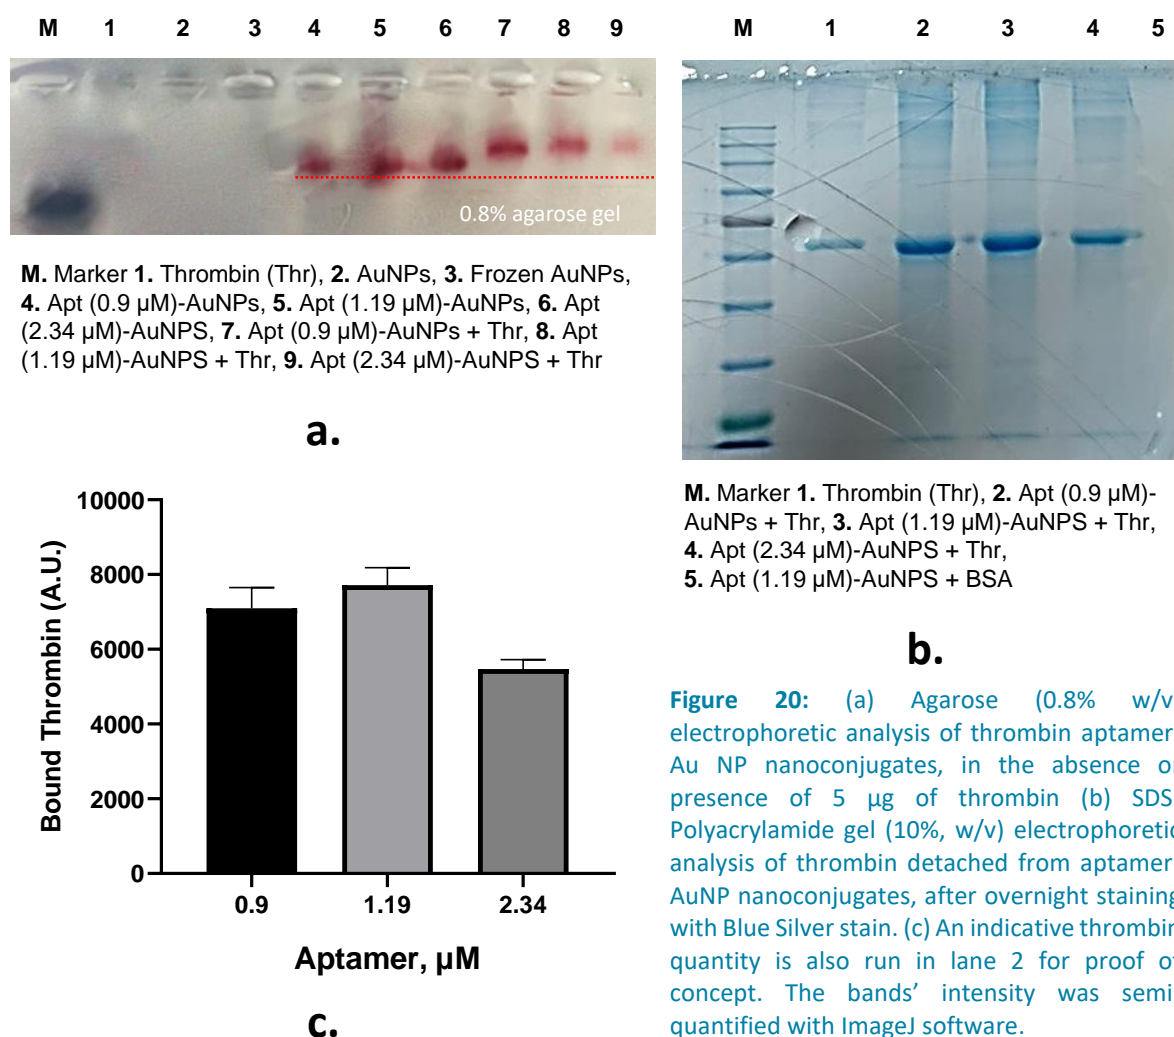 M 1 2 3 4 5 6 7 8 9
0.8% agarose gel
M. Marker 1. Thrombin (Thr), 2. AuNPs, 3. Frozen AuNPs,
4. Apt (0.9 µM)-AuNPs, 5. Apt (1.19 µM)-AuNPs, 6. Apt
(2.34 µM)-AuNPS, 7. Apt (0.9 µM)-AuNPs + Thr, 8. Apt
(1.19 µM)-AuNPS + Thr, 9. Apt (2.34 µM)-AuNPS + Thr
a.
M 1 2 3 4 5
M. Marker 1. Thrombin (Thr), 2. Apt (0.9 µM)-
AuNPs + Thr, 3. Apt (1.19 µM)-AuNPS + Thr,
4. Apt (2.34 µM)-AuNPS + Thr,
5. Apt (1.19 µM)-AuNPS + BSA
b.
Bound Thrombin (A.U.)
10000
8000
6000
4000
2000
0
0.9 1.19 2.34
Aptamer, µM
c.
Figure 20: (a) Agarose (0.8% w/v
electrophoretic analysis of thrombin aptamer
Au NP nanoconjugates, in the absence or
presence of 5 µg of thrombin (b) SDS
Polyacrylamide gel (10%, w/v) electrophoretic
analysis of thrombin detached from aptamer
AuNP nanoconjugates, after overnight staining
with Blue Silver stain. (c) An indicative thrombin
quantity is also run in lane 2 for proof of
concept. The bands’ intensity was semi
quantified with ImageJ software.